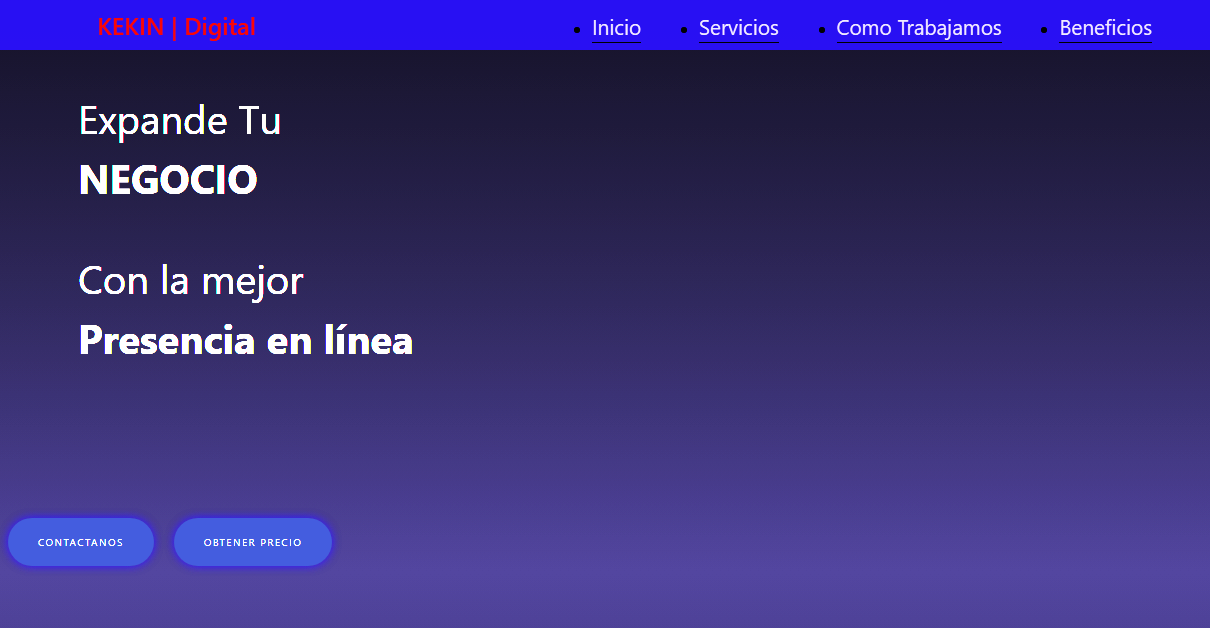 KEKIN | Digital
Inicio
Servicios
Como Trabajamos
Beneficios
Expande Tu
NEGOCIO
Con la mejor
Presencia en línea
CONTACTANOS
OBTENER PRECIO